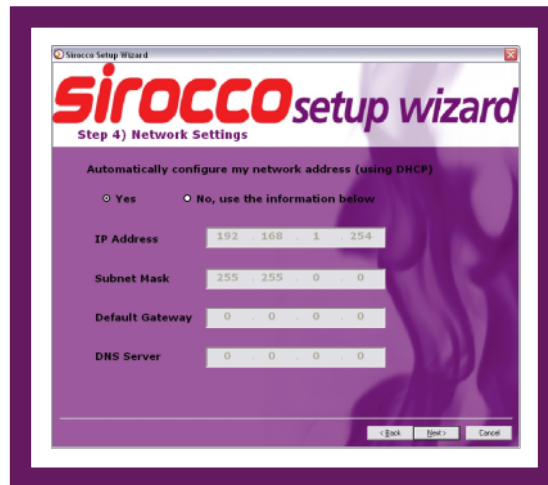 Sirocco Setup Wizard
sirocco setup wizard
Step 4) Network Settings
Automatically configure my network address (using DHCP)
Yes No, use the information below
IP Address 192 . 168 . 1 . 254
Subnet Mask 255 . 255 . 0 . 0
Default Gateway 0 . 0 . 0 . 0
DNS Server 0 . 0 . 0 . 0
< Back Next > Cancel